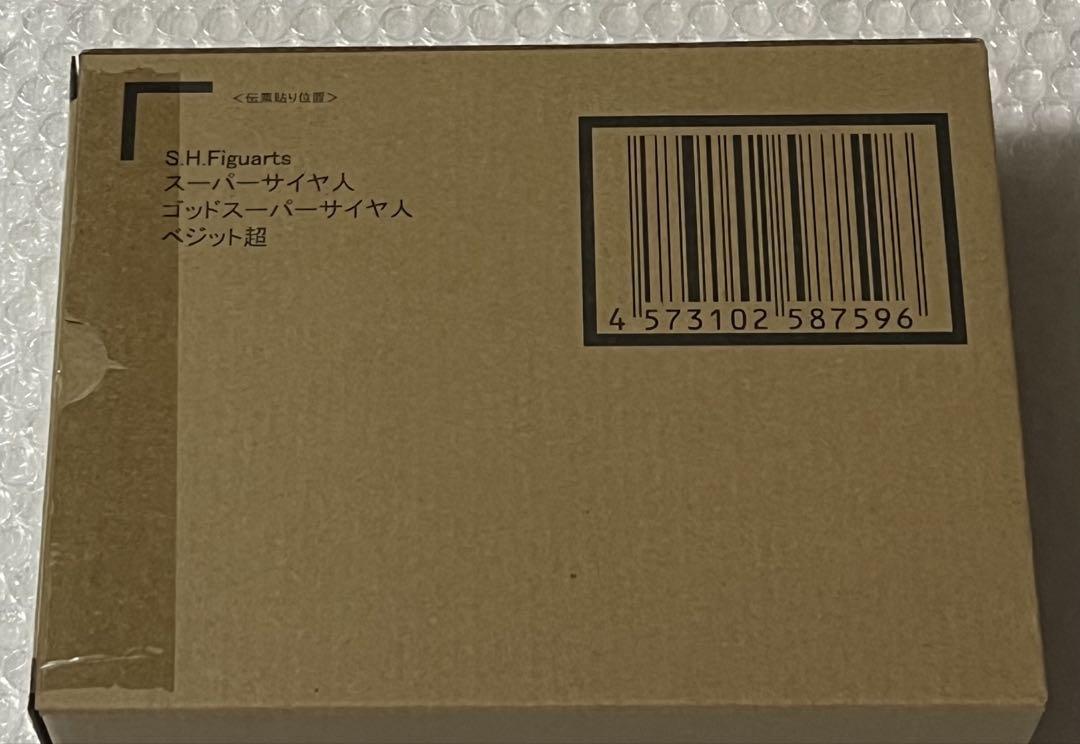 <伝票貼り位置>
S.H.Figuarts
スーパーサイヤ人
ゴッドスーパーサイヤ人
ベジット超
4 573102 587596